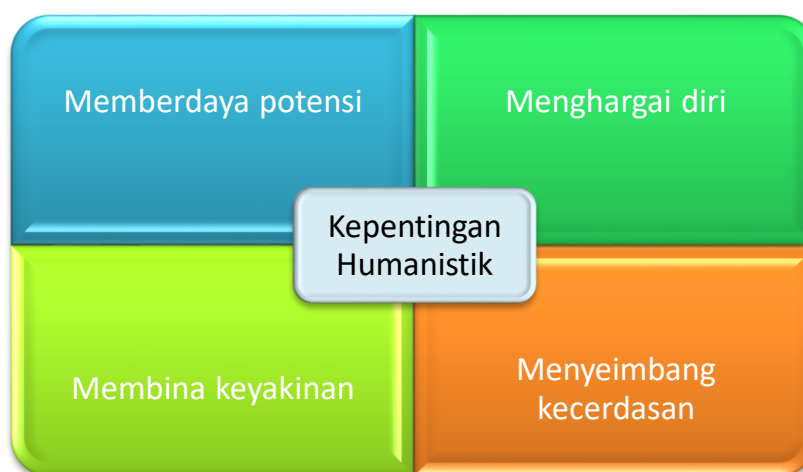 Memberdaya potensi
Menghargai diri
Kepentingan
Humanistik
Membina keyakinan
Menyeimbang
kecerdasan